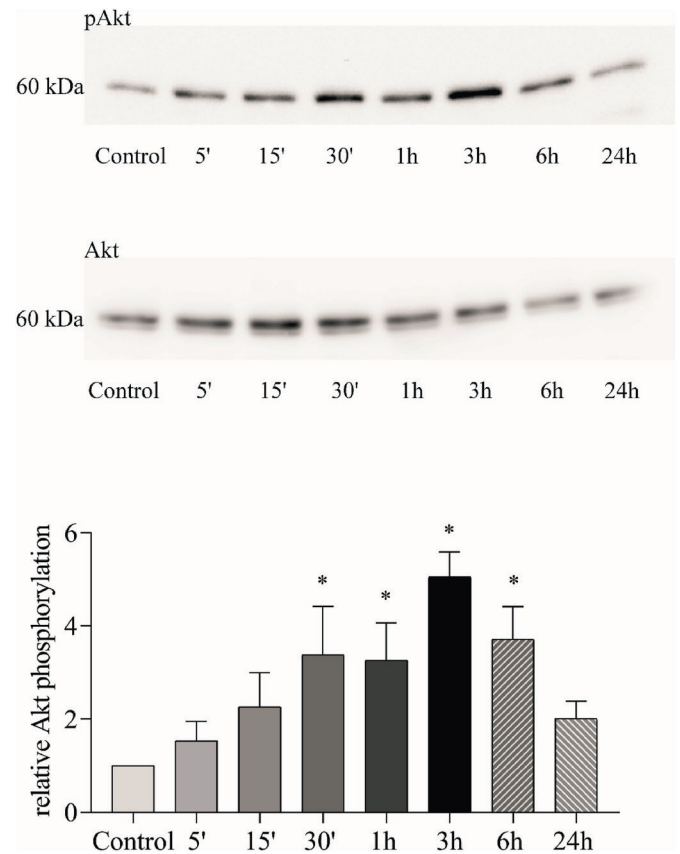 pAkt
60 kDa
Control 5' 15' 30' 1h 3h 6h 24h
Akt
60 kDa
Control 5' 15' 30' 1h 3h 6h 24h
relative Akt phosphorylation
6
4
2
0
* * * *
Control 5' 15' 30' 1h 3h 6h 24h